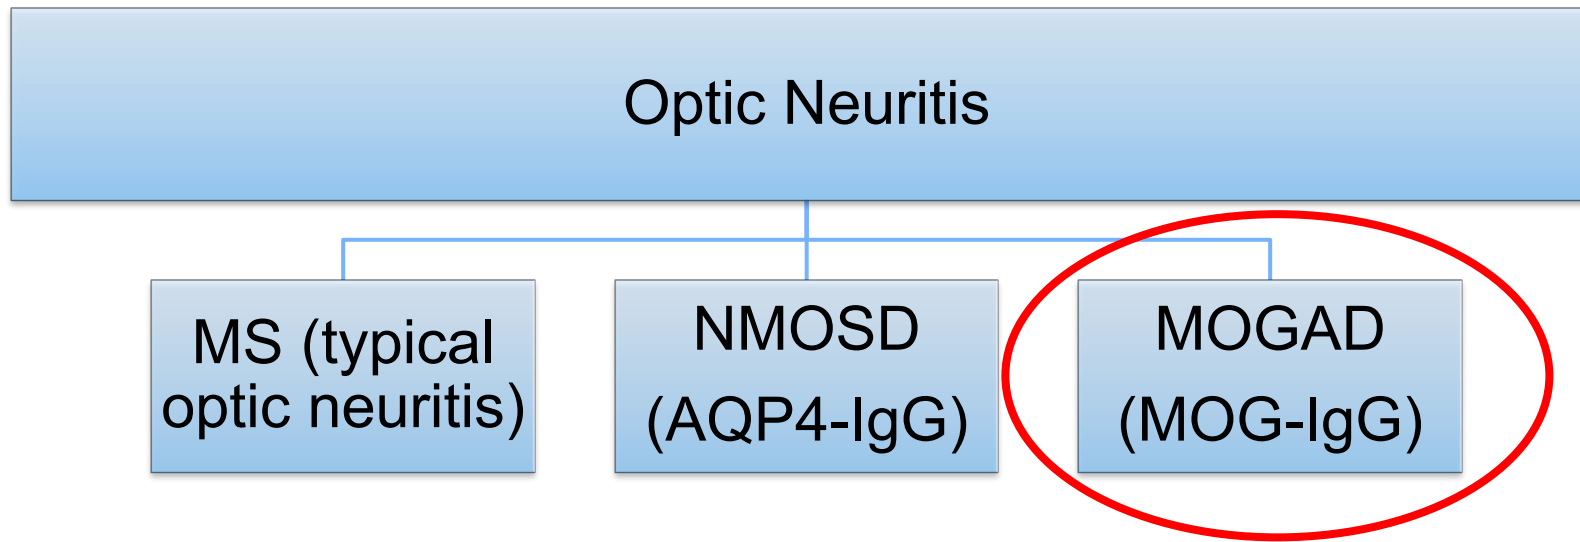 Optic Neuritis
MS (typical
optic neuritis)
NMOSD
(AQP4-IgG)
MOGAD
(MOG-IgG)